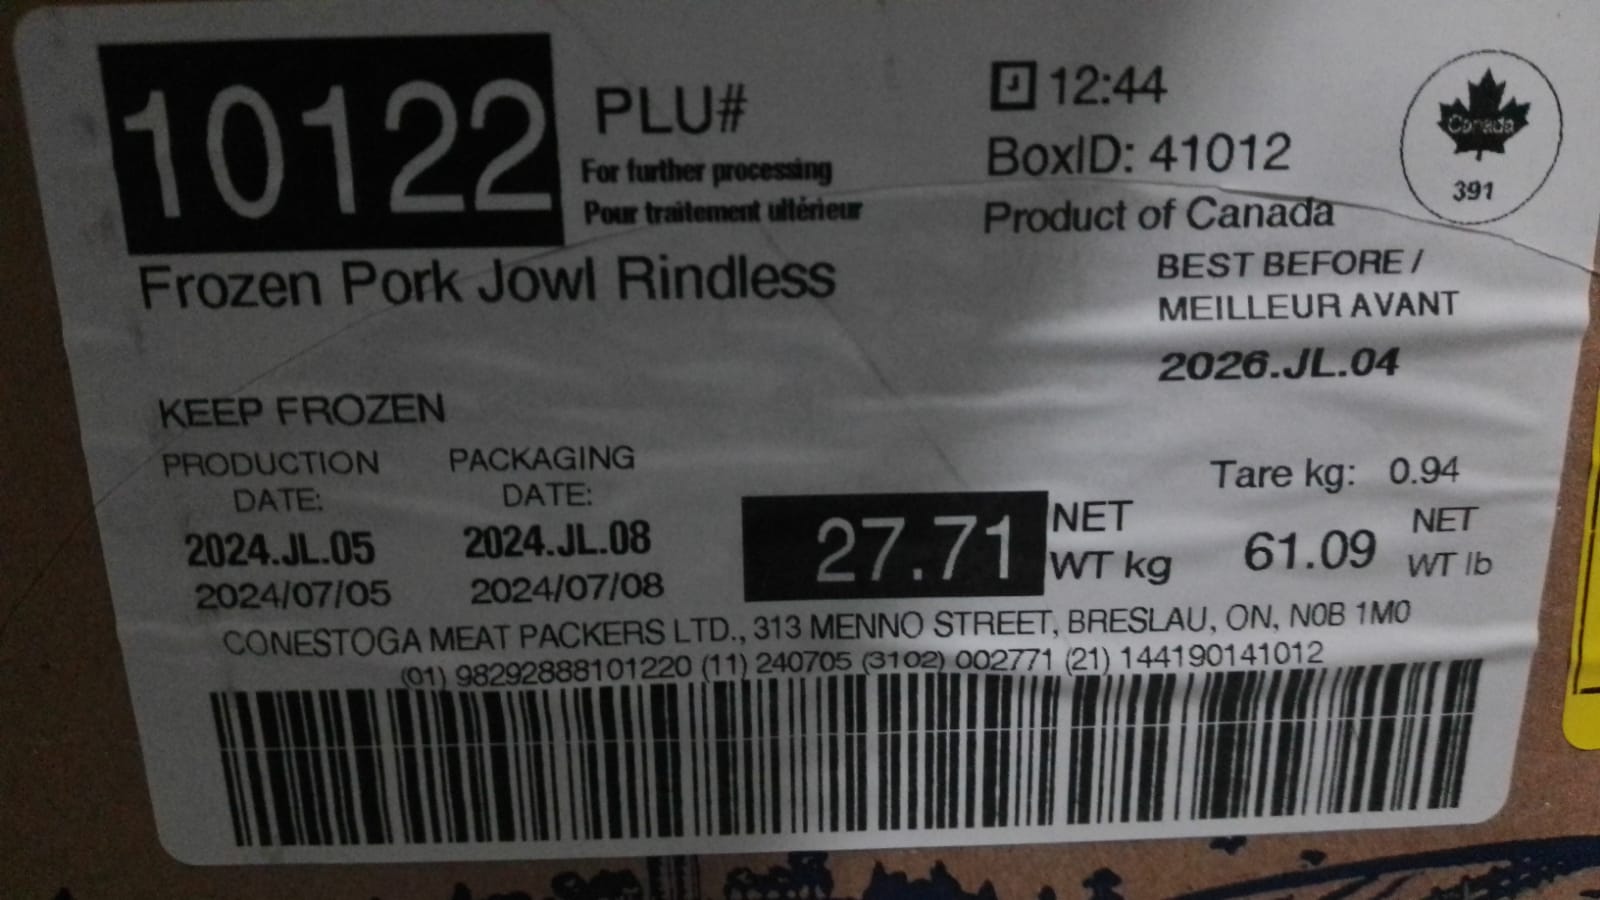 10122
PLU#
For further processing
Pour traitement ultérieur
12:44
BoxID: 41012
Product of Canada
Canada
391
Frozen Pork Jowl Rindless
BEST BEFORE /
MEILLEUR AVANT
2026.JL.04
KEEP FROZEN
PRODUCTION DATE:
2024.JL.05
2024/07/05
PACKAGING DATE:
2024.JL.08
2024/07/08
27.71 NET WT kg
Tare kg: 0.94
61.09 NET WT lb
CONESTOGA MEAT PACKERS LTD., 313 MENNO STREET, BRESLAU, ON, N0B 1M0
(01) 98292888101220 (11) 240705 (3102) 002771 (21) 144190141012